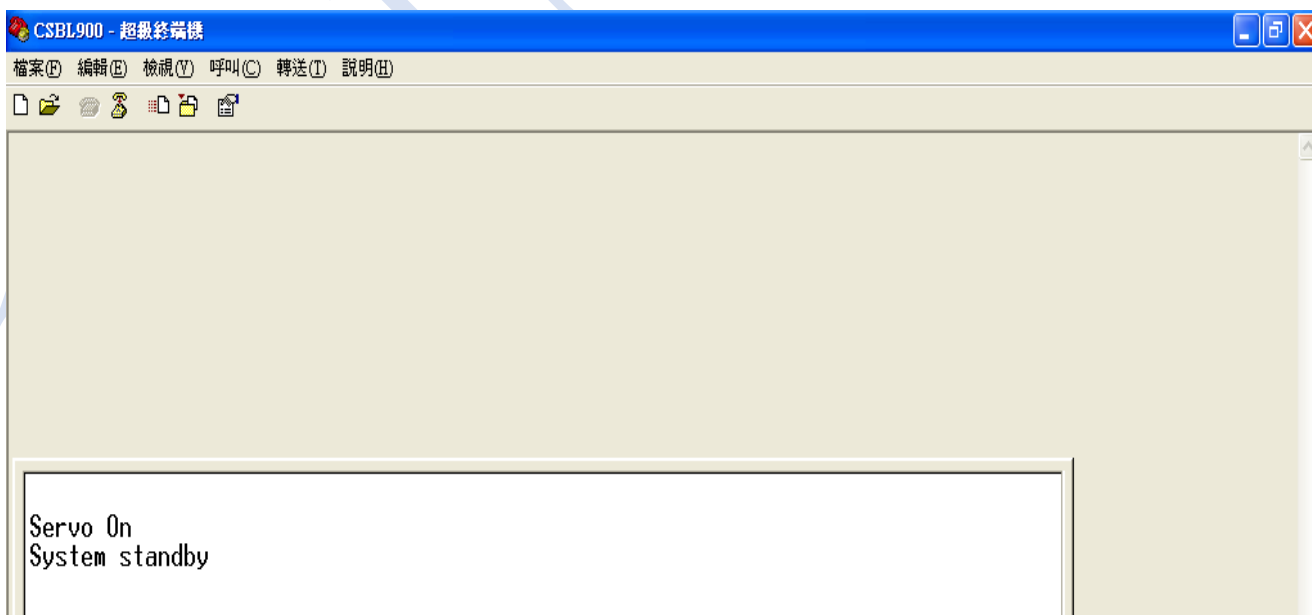 CSBL900 - 超級終端機
檔案(F) 編輯(E) 檢視(V) 呼叫(C) 轉送(T) 說明(H)
Servo On
System standby